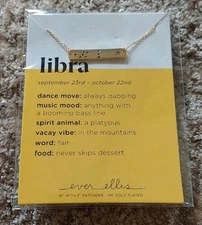 libra
september 23rd - october 22nd
dance move: always dabbing
music mood: anything with
a booming bass line
spirit animal: a platypus
vacay vibe: in the mountains
word: fair
food: never skips dessert
ever ellis